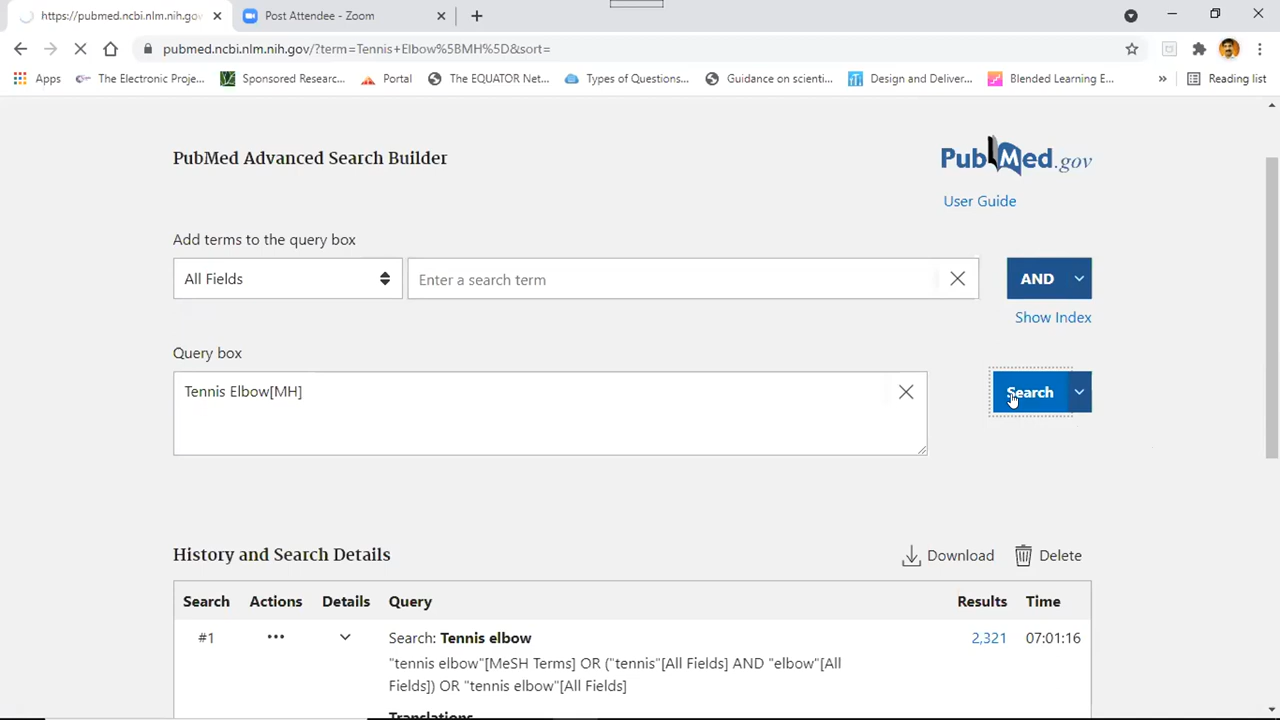 https://pubmed.ncbi.nlm.nih.gov/
Post Attendee - Zoom
pubmed.ncbi.nlm.nih.gov/?term=Tennis+Elbow%5BMH%5D&sort=
Apps
The Electronic Proje...
Sponsored Researc...
Portal
The EQUATOR Net...
Types of Questions...
Guidance on scienti...
Design and Deliver...
Blended Learning E...
»
Reading list
PubMed Advanced Search Builder
PubMed.gov
User Guide
Add terms to the query box
All Fields
Enter a search term
AND
Show Index
Query box
Tennis Elbow[MH]
Search
History and Search Details
Download
Delete
Search Actions Details Query Results Time
#1 ... Search: Tennis elbow 2,321 07:01:16
"tennis elbow"[MeSH Terms] OR ("tennis"[All Fields] AND "elbow"[All
Fields]) OR "tennis elbow"[All Fields]
Translations